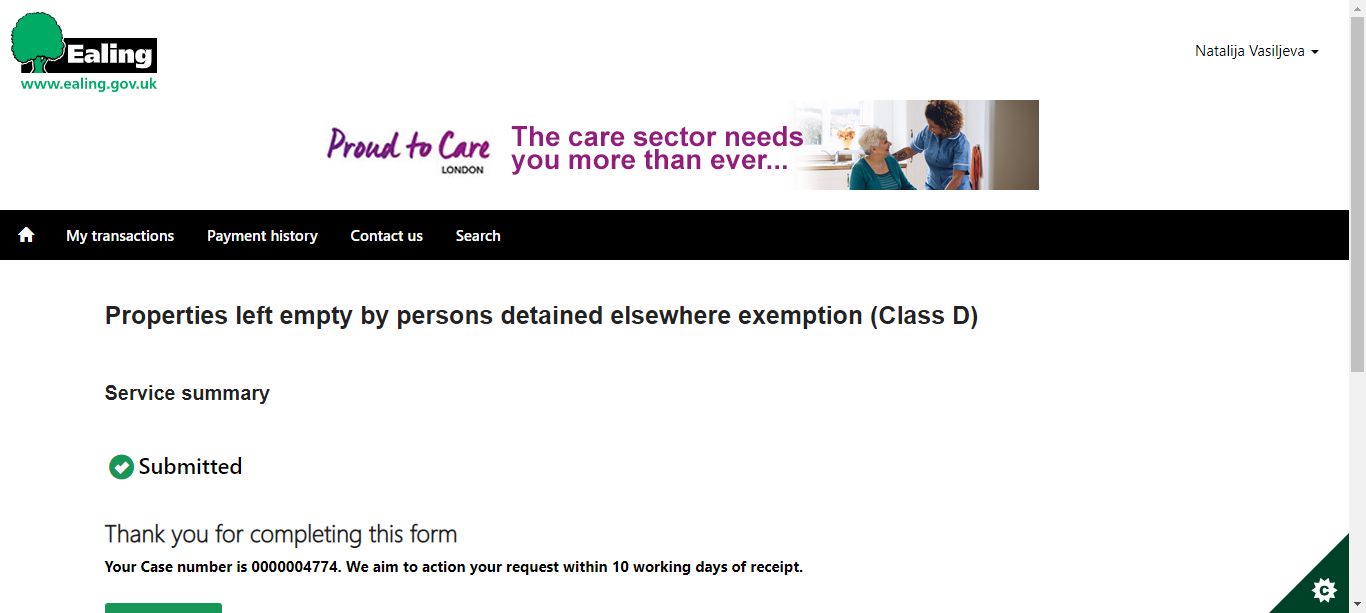 Ealing
www.ealing.gov.uk
Natalija Vasiljeva
Proud to Care
LONDON
The care sector needs
you more than ever...
My transactions
Payment history
Contact us
Search
Properties left empty by persons detained elsewhere exemption (Class D)
Service summary
Submitted
Thank you for completing this form
Your Case number is 0000004774. We aim to action your request within 10 working days of receipt.